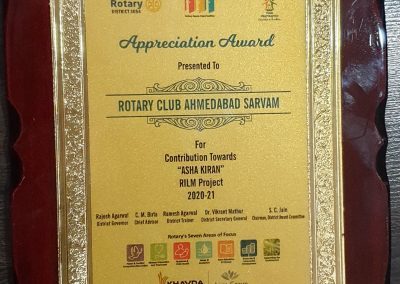 Rotary
DISTRICT 3054
Appreciation Award
Presented To
ROTARY CLUB AHMEDABAD SARVAM
For
Contribution Towards
"ASHA KIRAN"
RILM Project
2020-21
Rajesh Agarwal C. M. Birla Ramesh Agarwal Dr. Vikrant Mathur S. C. Jain
District Governor Chief Advisor District Trainer District Secretary General Chairman, District Award Committee
Rotary's Seven Areas of Focus
KHAVDA